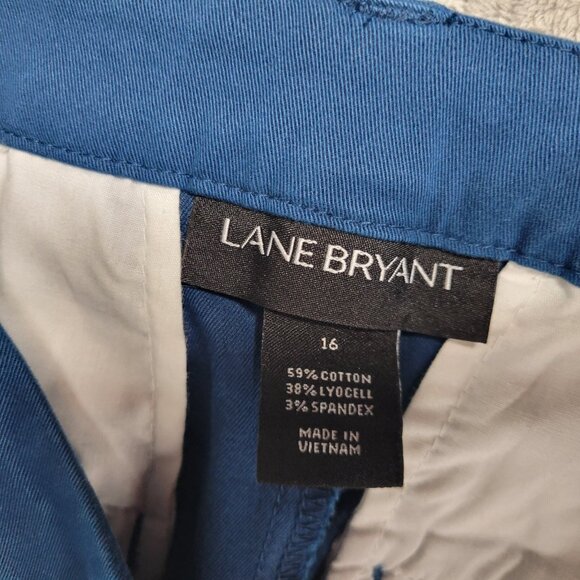 LANE BRYANT
16
59% COTTON
38% LYOCELL
3% SPANDEX
MADE IN
VIETNAM